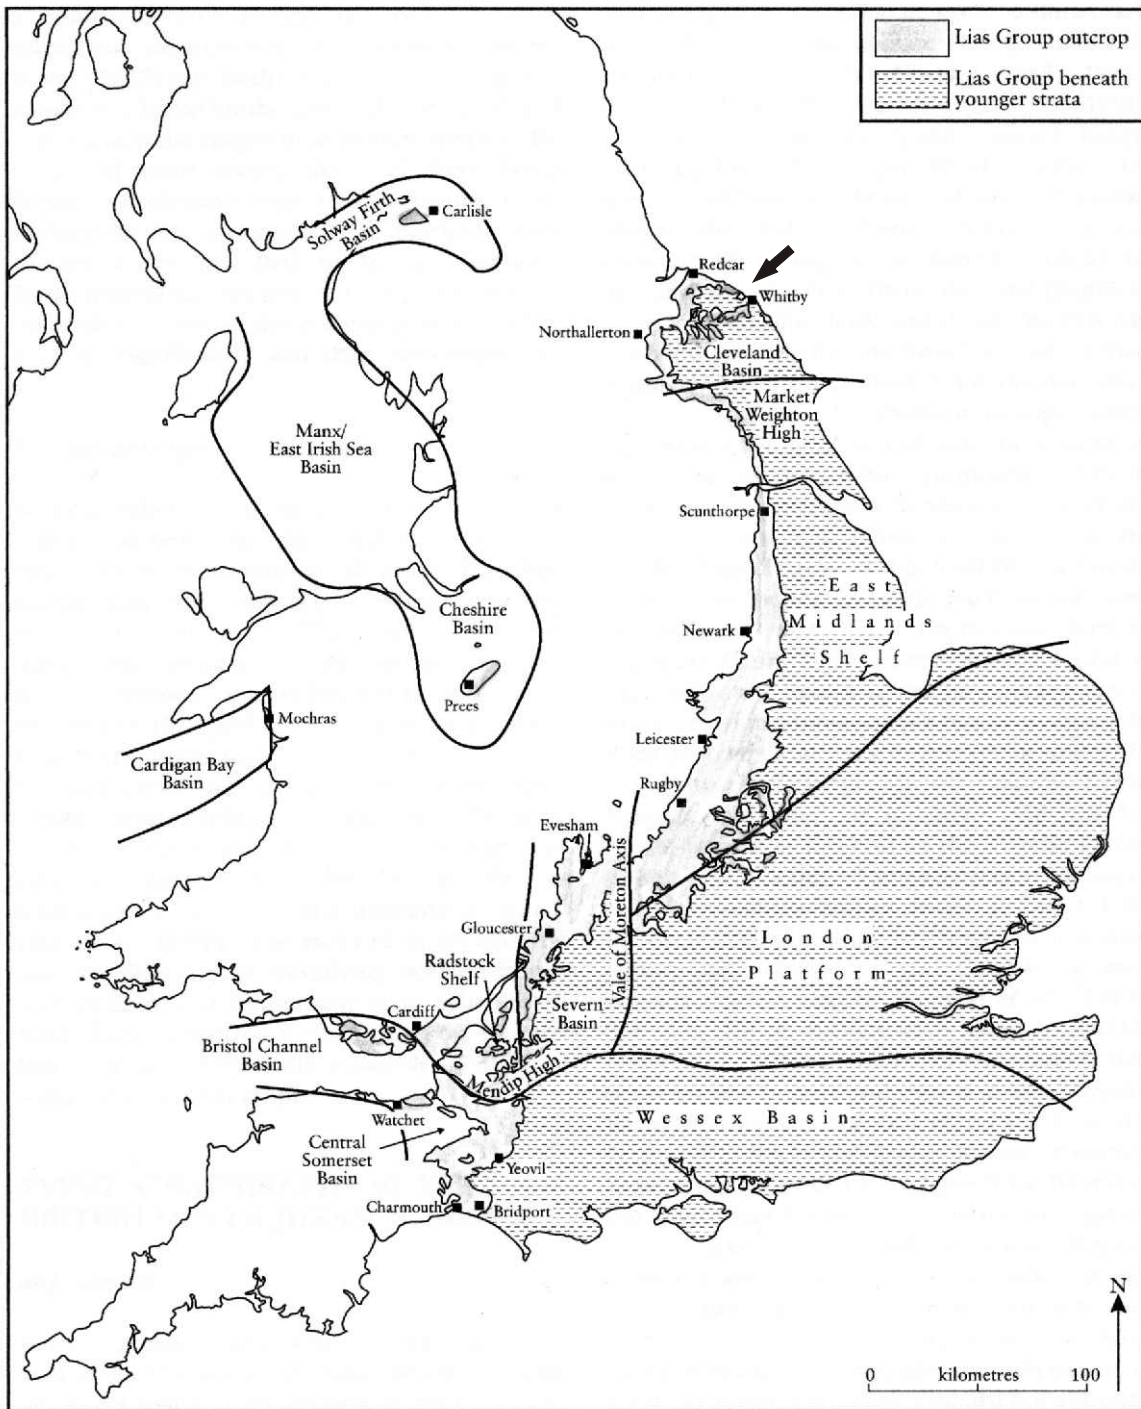 Lias Group outcrop
Lias Group beneath
younger strata
Solway Firth
Basin
Carlisle
Redcar
Whitby
Northallerton
Cleveland
Basin
Market
Weighton
High
Manx/
East Irish Sea
Basin
Scunthorpe
Cheshire
Basin
East
Midlands
Shelf
Newark
Prees
Mochras
Leicester
Cardigan Bay
Basin
Rugby
Evesham
Vale of Moreton Axis
Gloucester
London
Platform
Radstock
Shelf
Severn
Basin
Cardiff
Bristol Channel
Basin
Mendip High
Watchet
Wessex Basin
Central
Somerset
Basin
Yeovil
Charmouth
Bridport
N
0 kilometres 100